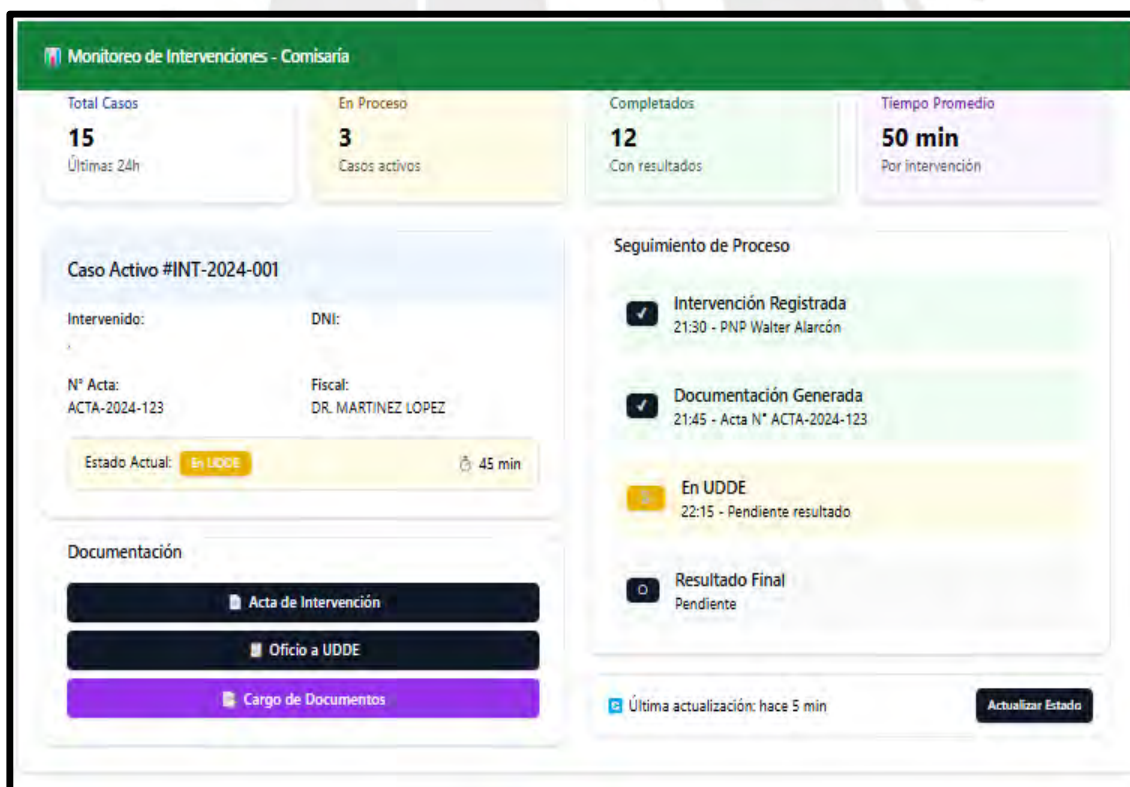 Monitoreo de Intervenciones - Comisaría
Total Casos
15
Últimas 24h
En Proceso
3
Casos activos
Completados
12
Con resultados
Tiempo Promedio
50 min
Por intervención
Caso Activo #INT-2024-001
Intervenido:
DNI:
N° Acta:
ACTA-2024-123
Fiscal:
DR. MARTINEZ LOPEZ
Estado Actual: En UDDE
45 min
Documentación
Acta de Intervención
Oficio a UDDE
Cargo de Documentos
Seguimiento de Proceso
Intervención Registrada
21:30 - PNP Walter Alarcón
Documentación Generada
21:45 - Acta N° ACTA-2024-123
En UDDE
22:15 - Pendiente resultado
Resultado Final
Pendiente
Última actualización: hace 5 min
Actualizar Estado